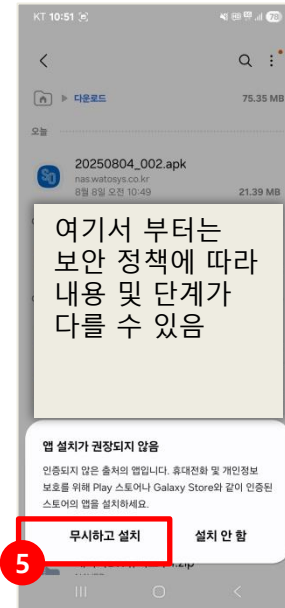 KT 10:51
78
다운로드
75.35 MB
오늘
20250804_002.apk
nas.watosys.co.kr
8월 8일 오전 10:49
21.39 MB
여기서 부터는
보안 정책에 따라
내용 및 단계가
다를 수 있음
앱 설치가 권장되지 않음
인증되지 않은 출처의 앱입니다. 휴대전화 및 개인정보
보호를 위해 Play 스토어나 Galaxy Store와 같이 인증된
스토어의 앱을 설치하세요.
무시하고 설치
설치 안 함
5